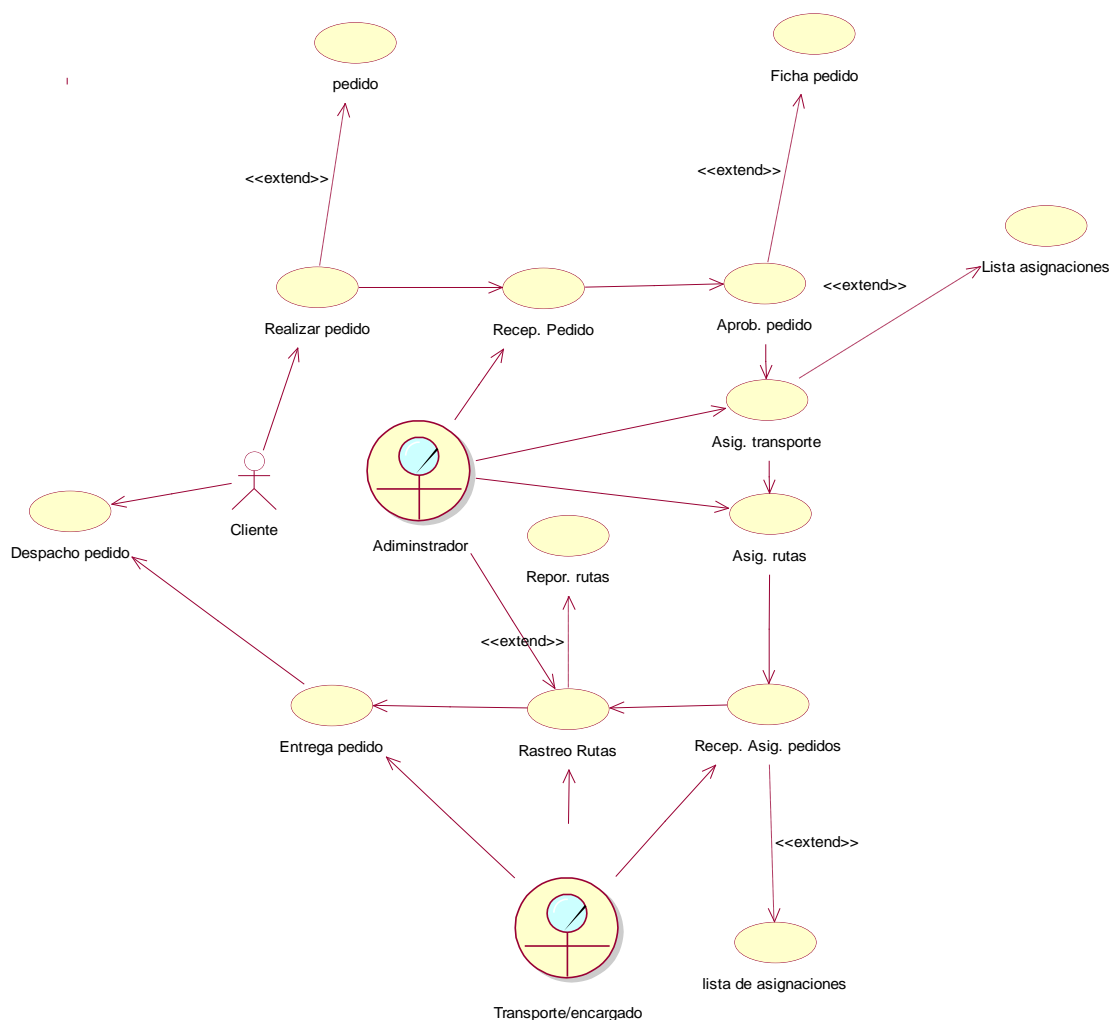 pedido
Ficha pedido
<<extend>>
<<extend>>
Lista asignaciones
<<extend>>
Realizar pedido
Recep. Pedido
Aprob. pedido
Asig. transporte
Cliente
Adiminstrador
Despacho pedido
Asig. rutas
Repor. rutas
<<extend>>
Entrega pedido
Rastreo Rutas
Recep. Asig. pedidos
<<extend>>
lista de asignaciones
Transporte/encargado